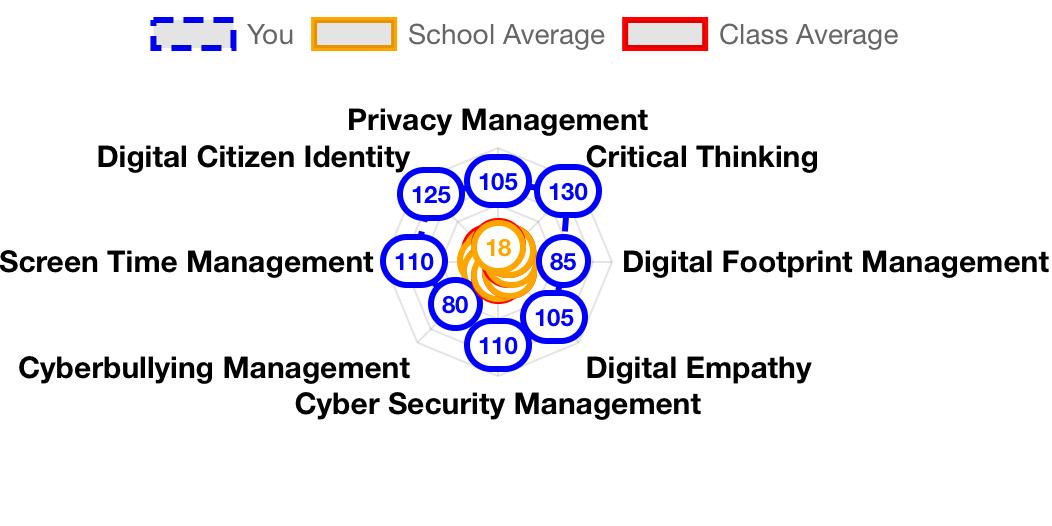 You School Average Class Average
Privacy Management
Digital Citizen Identity Critical Thinking
125 105 130
18
Screen Time Management 110 85 Digital Footprint Management
80 105
110
Cyberbullying Management Digital Empathy
Cyber Security Management